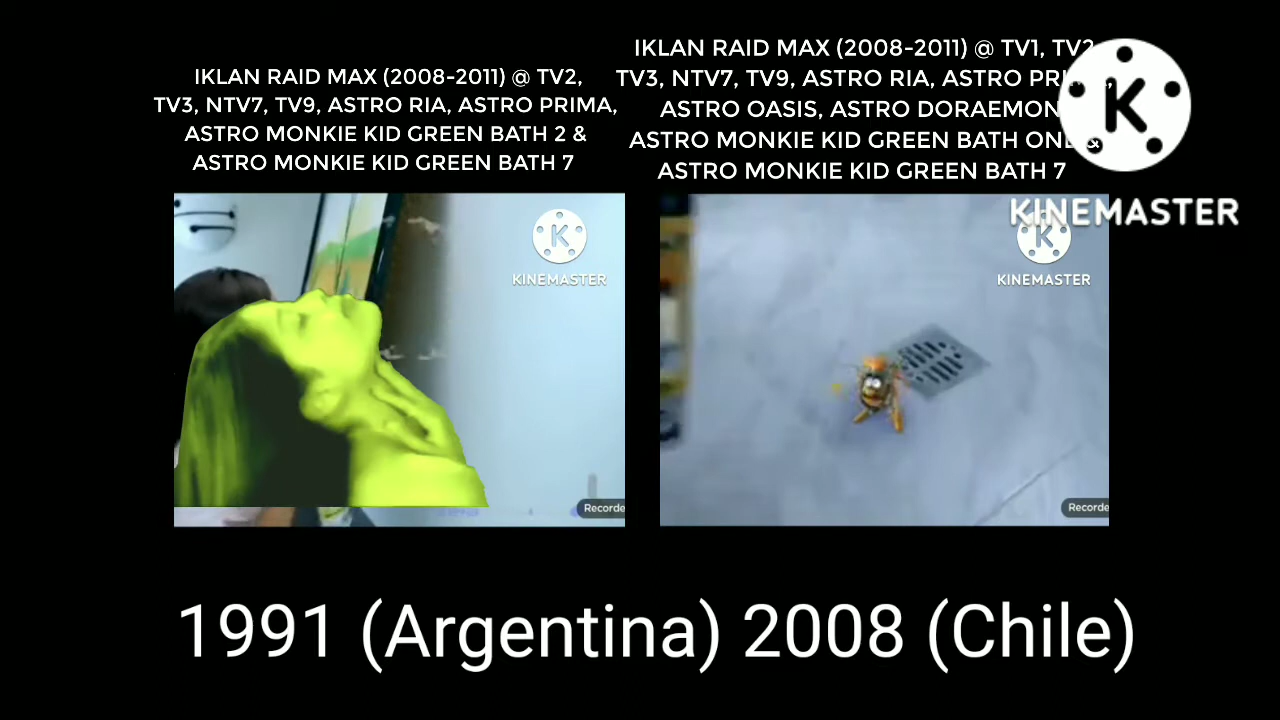 IKLAN RAID MAX (2008-2011) @ TV2,
TV3, NTV7, TV9, ASTRO RIA, ASTRO PRIMA,
ASTRO MONKIE KID GREEN BATH 2 &
ASTRO MONKIE KID GREEN BATH 7
IKLAN RAID MAX (2008-2011) @ TV1, TV2,
TV3, NTV7, TV9, ASTRO RIA, ASTRO
ASTRO OASIS, ASTRO DORAEMON
ASTRO MONKIE KID GREEN BATH ONE &
ASTRO MONKIE KID GREEN BATH 7
K
KINEMASTER
K
KINEMASTER
K
KINEMASTER
Recorde
Recorde
1991 (Argentina) 2008 (Chile)